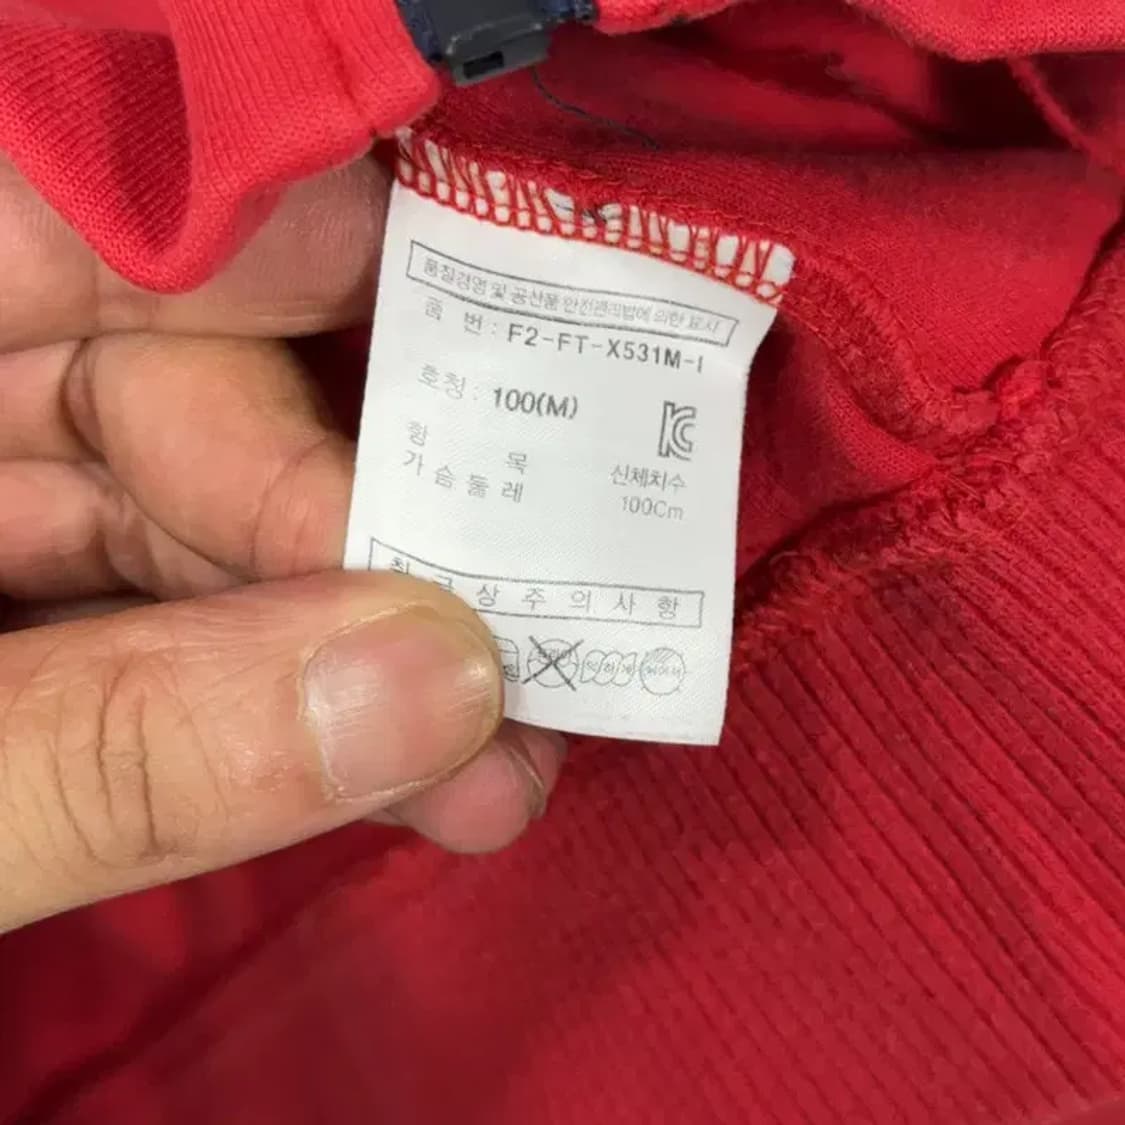 품질경영 및 공산품 안전관리법에 의한 표시
품 번 : F2-FT-X531M-I
호칭 : 100(M)
KC
항 목 신체치수
가슴둘레 100Cm
취 급 상 주 의 사 항